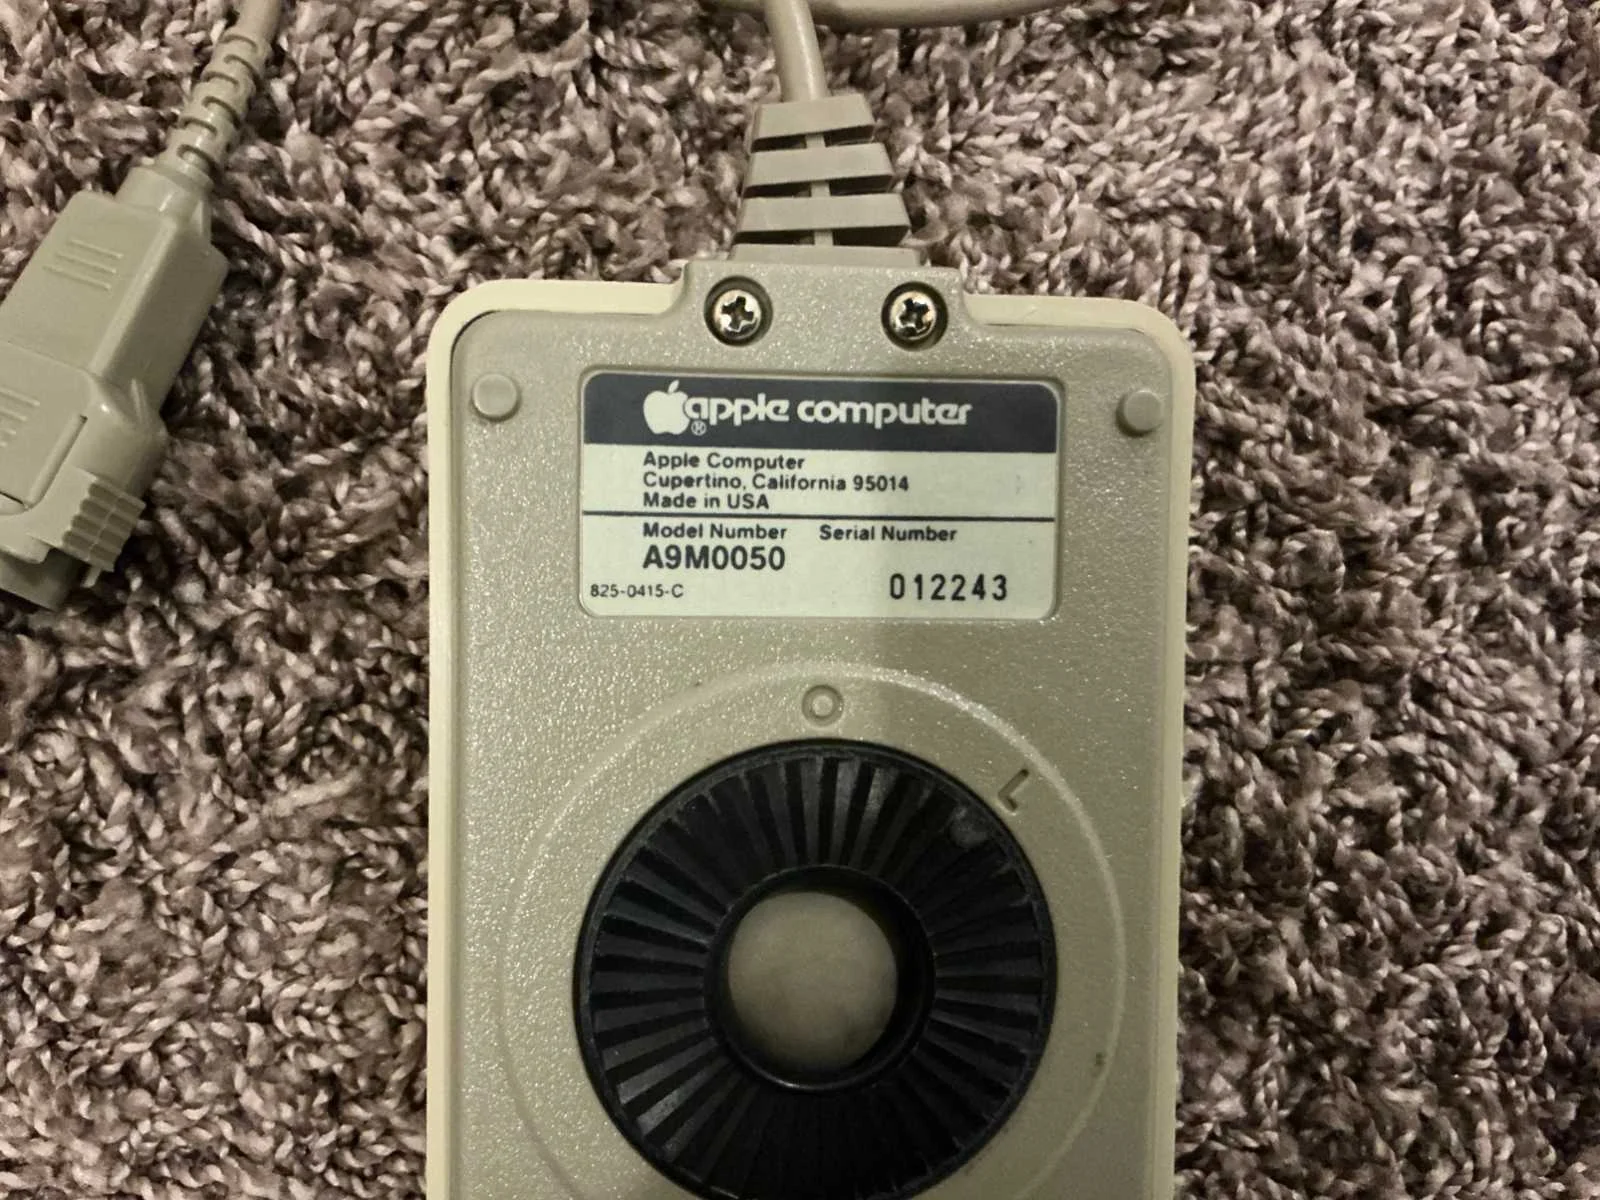 apple computer
®
Apple Computer
Cupertino, California 95014
Made in USA
Model Number Serial Number
A9M0050
825-0415-C 012243
O
L